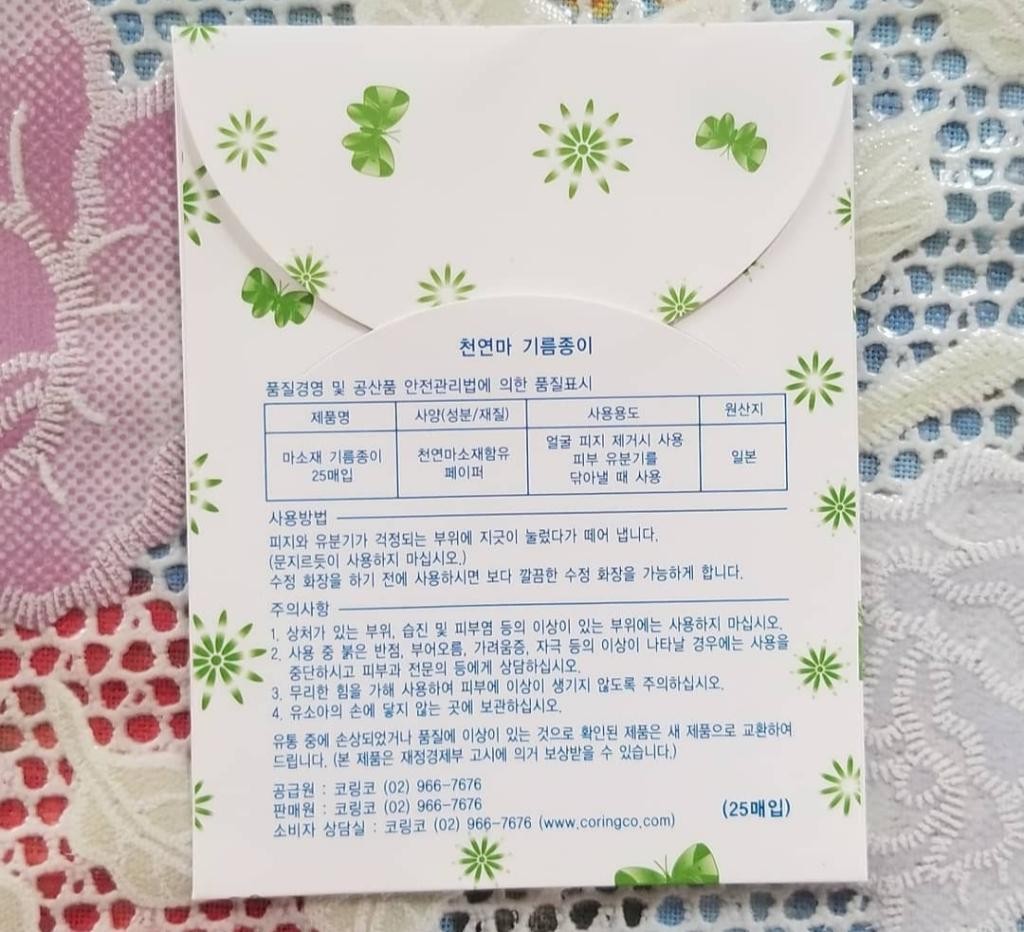 천연마 기름종이
품질경영 및 공산품 안전관리법에 의한 품질표시
제품명 사양(성분/재질) 사용용도 원산지
마소재 기름종이
25매입
천연마소재함유
페이퍼
얼굴 피지 제거시 사용
피부 유분기를
닦아낼 때 사용
일본
사용방법
피지와 유분기가 걱정되는 부위에 지긋이 눌렀다가 떼어 냅니다.
(문지르듯이 사용하지 마십시오.)
수정 화장을 하기 전에 사용하시면 보다 깔끔한 수정 화장을 가능하게 합니다.
주의사항
1. 상처가 있는 부위, 습진 및 피부염 등의 이상이 있는 부위에는 사용하지 마십시오.
2. 사용 중 붉은 반점, 부어오름, 가려움증, 자극 등의 이상이 나타날 경우에는 사용을
중단하시고 피부과 전문의 등에게 상담하십시오.
3. 무리한 힘을 가해 사용하여 피부에 이상이 생기지 않도록 주의하십시오.
4. 유소아의 손에 닿지 않는 곳에 보관하십시오.
유통 중에 손상되었거나 품질에 이상이 있는 것으로 확인된 제품은 새 제품으로 교환하여
드립니다. (본 제품은 재정경제부 고시에 의거 보상받을 수 있습니다.)
공급원 : 코링코 (02) 966-7676
판매원 : 코링코 (02) 966-7676
소비자 상담실 : 코링코 (02) 966-7676 (www.coringco.com)
(25매입)